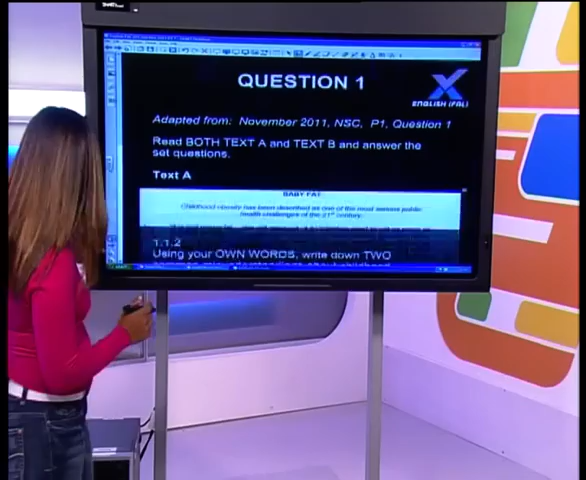 QUESTION 1
X
ENGLISH (FAL)
Adapted from: November 2011, NSC, P1, Question 1
Read BOTH TEXT A and TEXT B and answer the
set questions.
Text A
BABY FAT
Childhood obesity has been described as one of the most serious public
health challenges of the 21st century.
1.1.2
Using your OWN WORDS, write down TWO